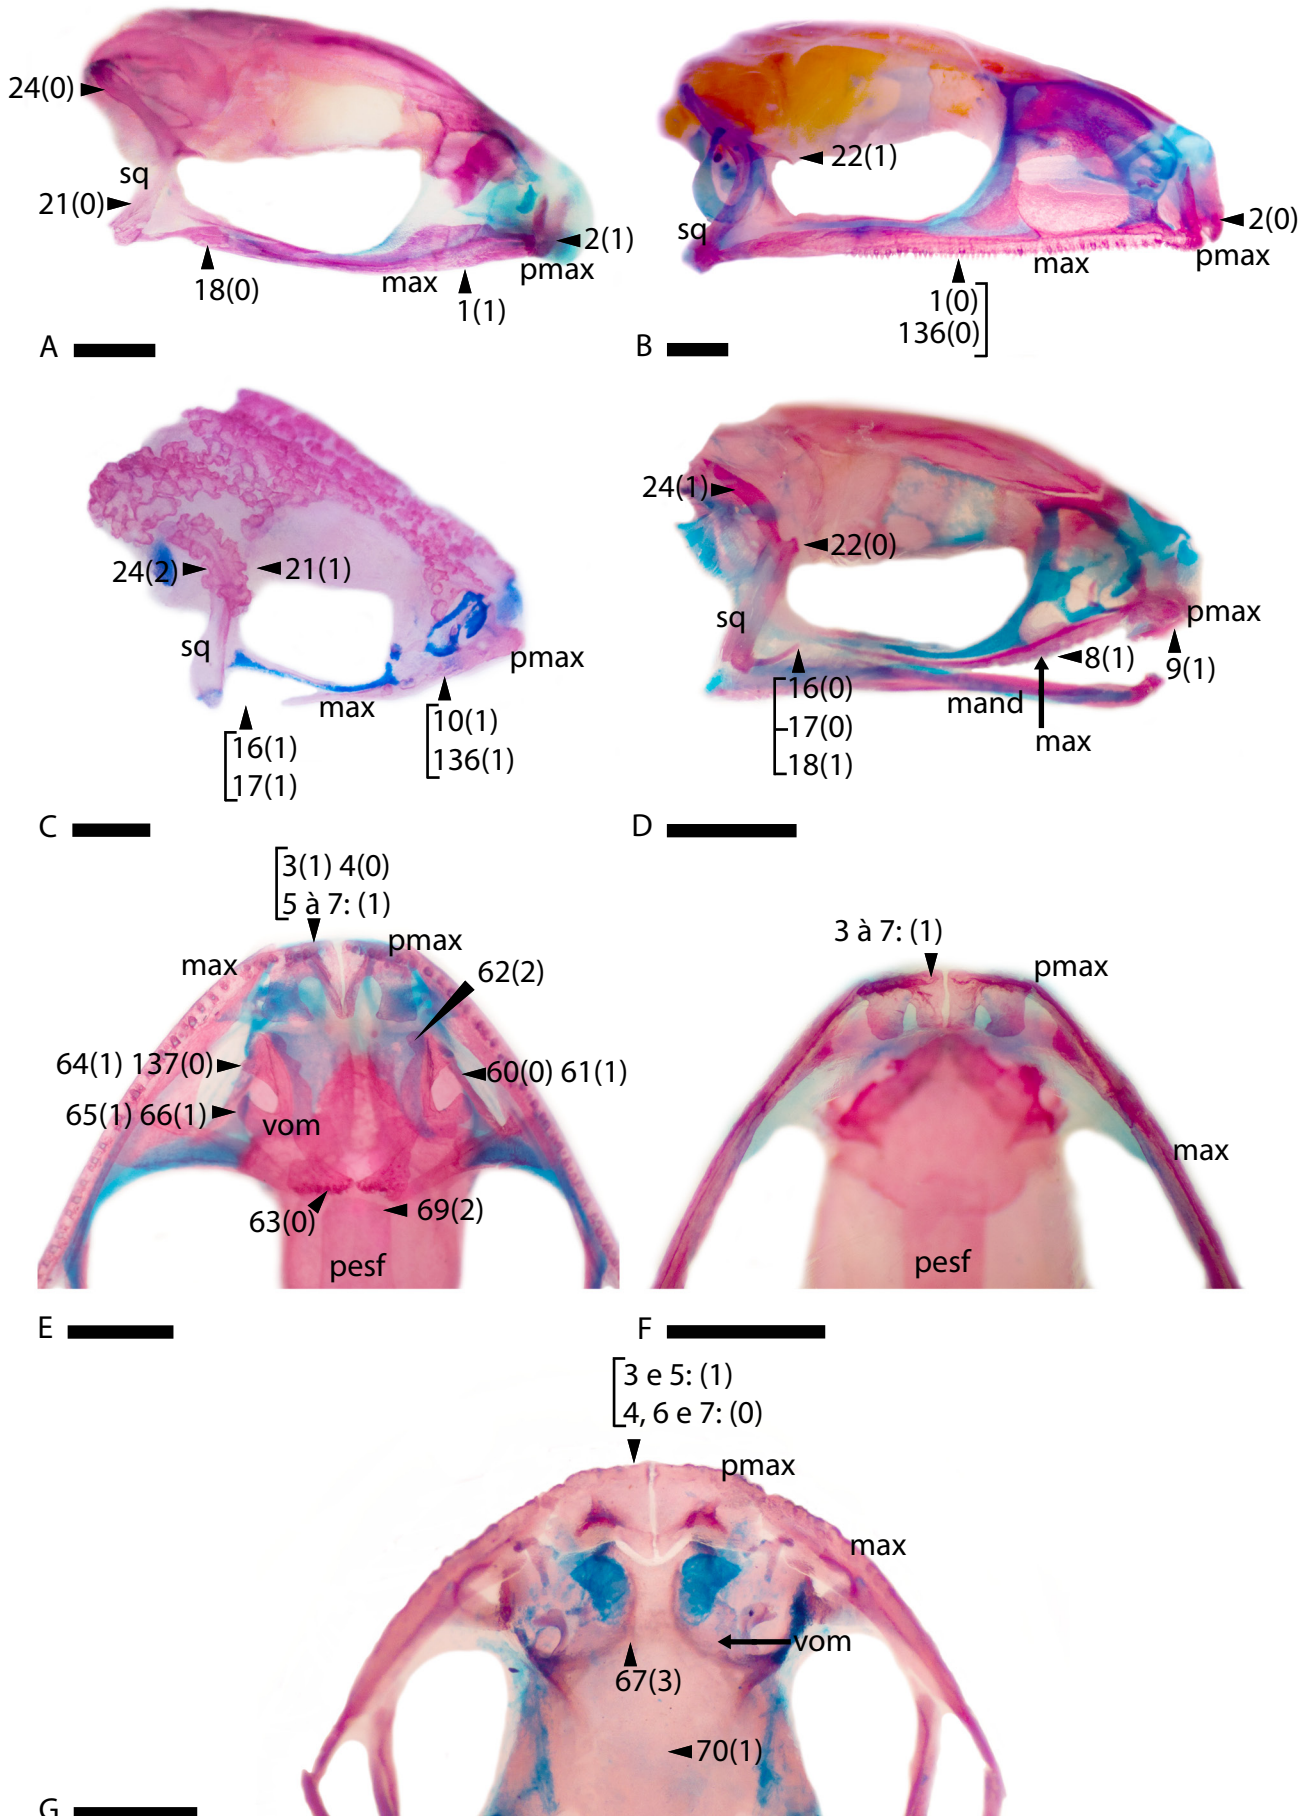 24(0)
sq
21(0)
18(0)
max
1(1)
2(1)
pmax
A
22(1)
sq
2(0)
pmax
max
1(0)
136(0)
B
24(2)
21(1)
sq
pmax
max
16(1)
17(1)
10(1)
136(1)
C
24(1)
22(0)
sq
pmax
8(1)
9(1)
16(0)
17(0)
18(1)
mand
max
D
3(1) 4(0)
5 à 7: (1)
pmax
max
62(2)
64(1) 137(0)
60(0) 61(1)
65(1) 66(1)
vom
63(0)
69(2)
pesf
E
3 à 7: (1)
pmax
max
pesf
F
3 e 5: (1)
4, 6 e 7: (0)
pmax
max
vom
67(3)
70(1)
G